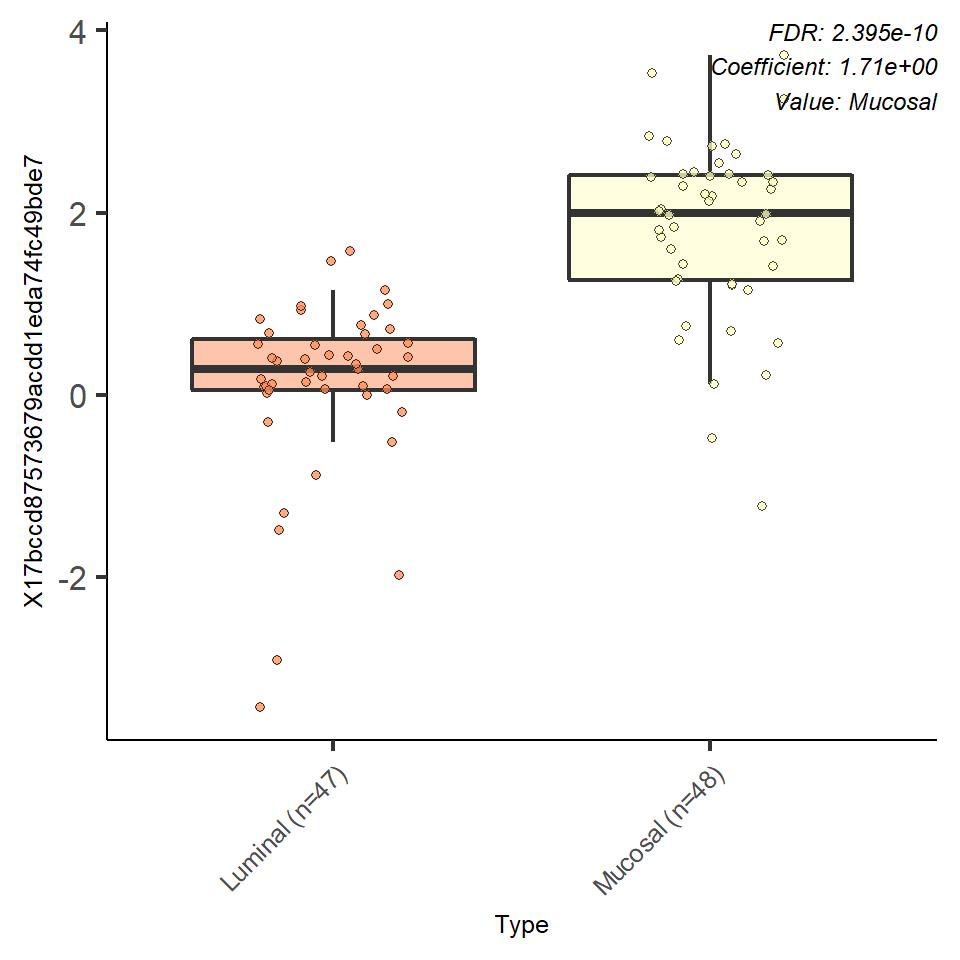 FDR: 2.395e-10
Coefficient: 1.71e+00
Value: Mucosal
X17bccd87573679acdd1eda74fc49bde7
4
2
0
-2
Luminal (n=47)
Mucosal (n=48)
Type